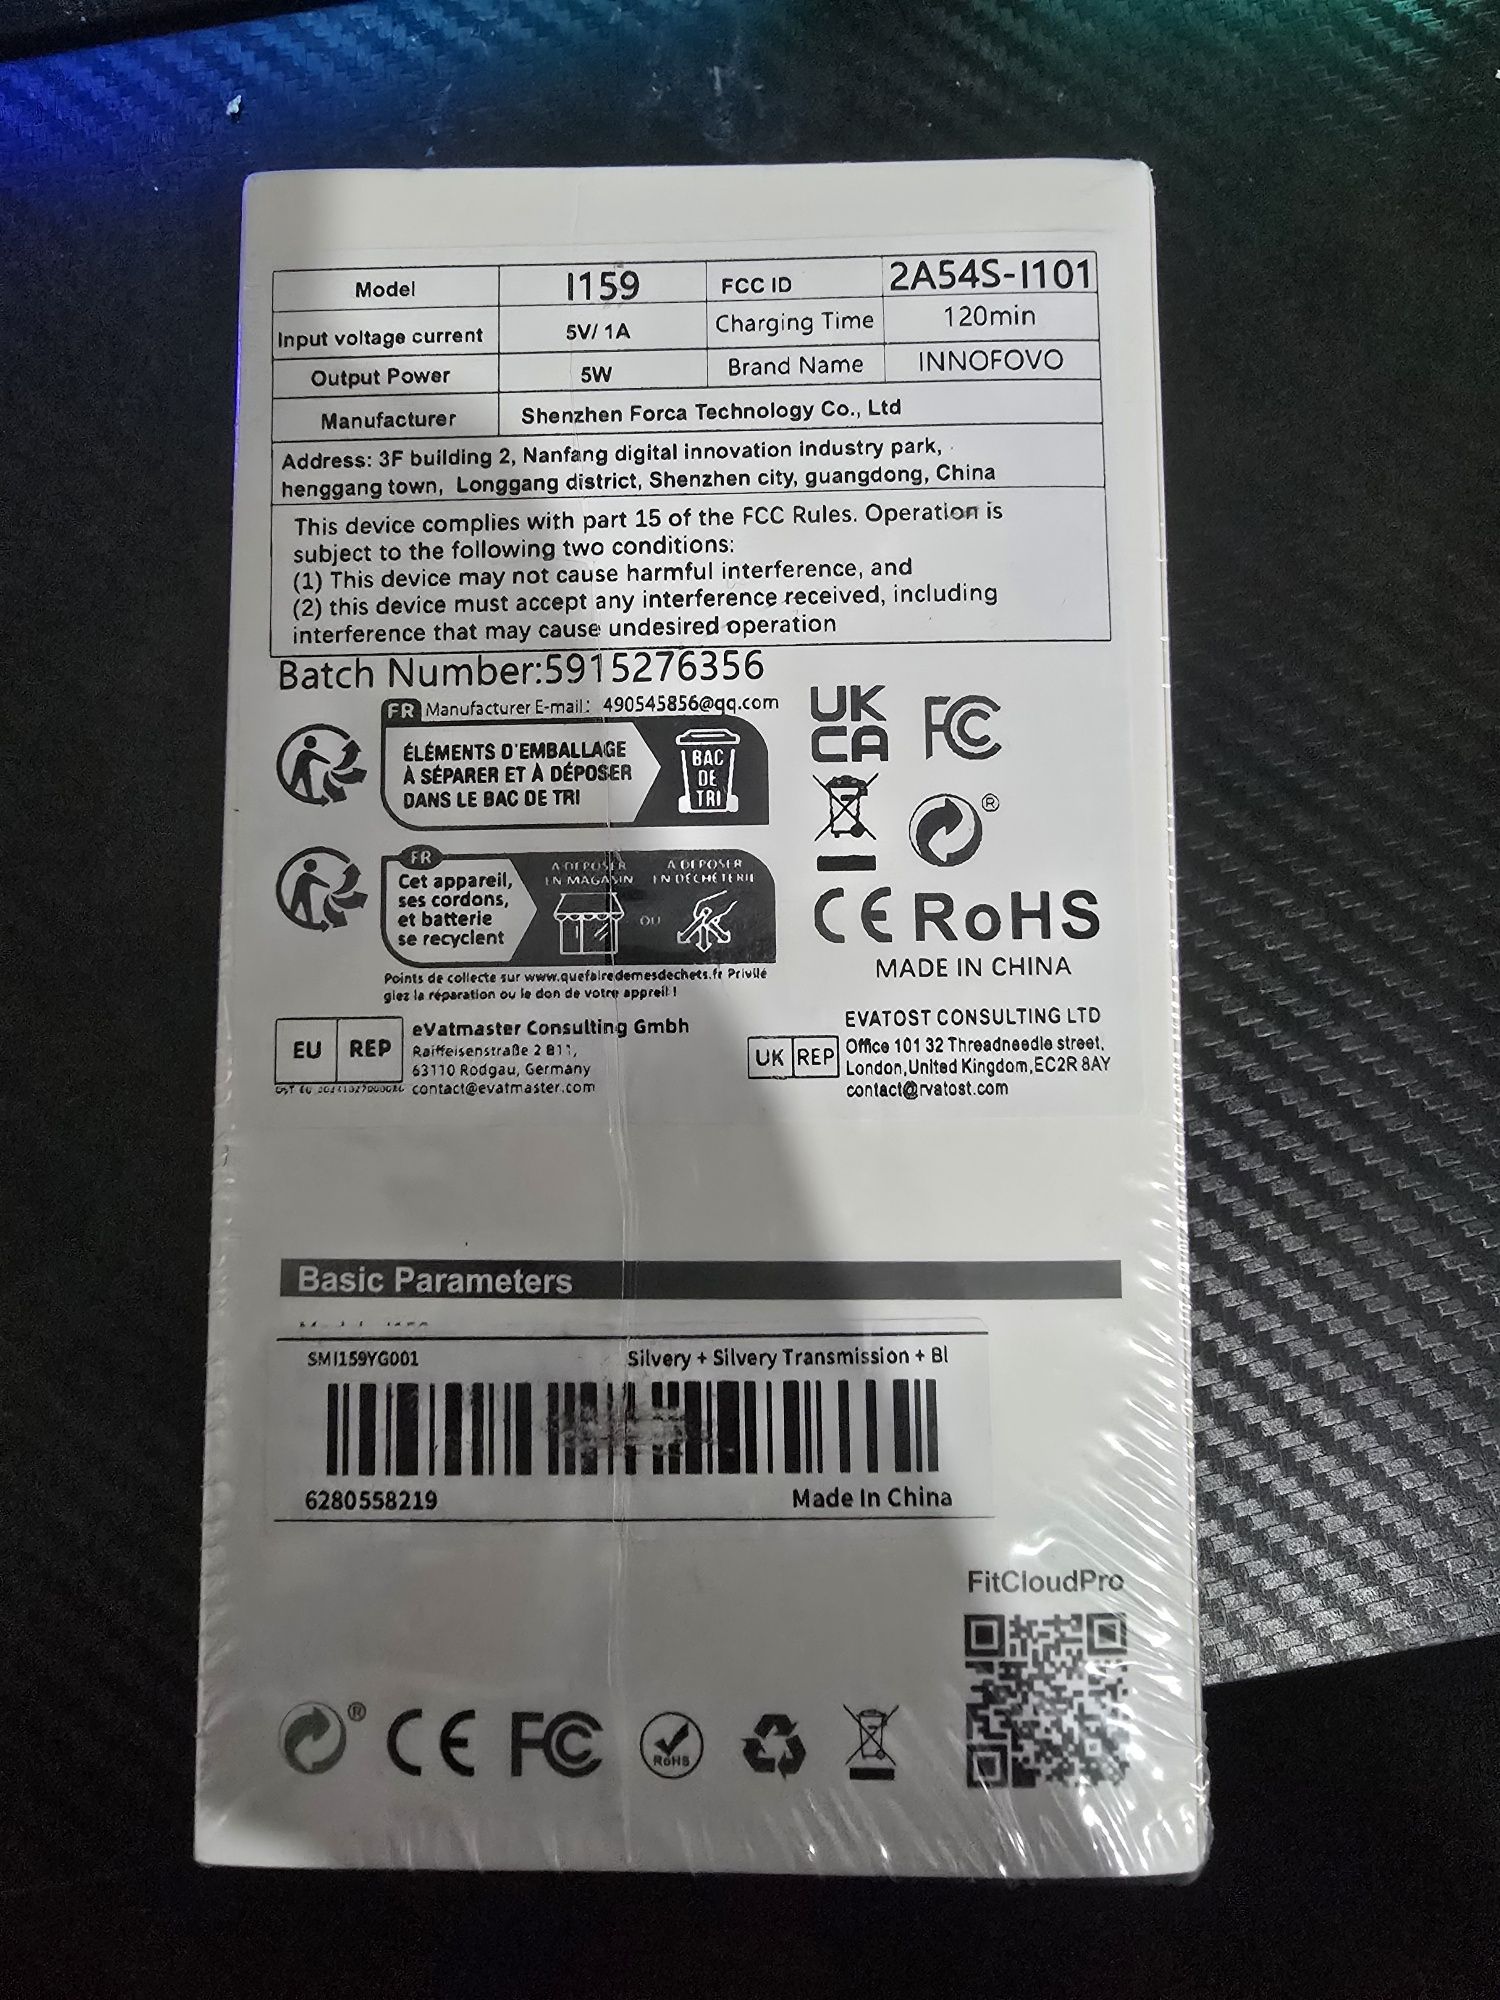 Model I159 FCC ID 2A54S-I101
Input voltage current 5V/1A Charging Time 120min
Output Power 5W Brand Name INNOFOVO
Manufacturer Shenzhen Forca Technology Co., Ltd
Address: 3F building 2, Nanfang digital innovation industry park,
henggang town, Longgang district, Shenzhen city, guangdong, China
This device complies with part 15 of the FCC Rules. Operation is
subject to the following two conditions:
(1) This device may not cause harmful interference, and
(2) this device must accept any interference received, including
interference that may cause undesired operation
Batch Number:5915276356
FR Manufacturer E-mail: 490545856@qq.com
ÉLÉMENTS D'EMBALLAGE
À SÉPARER ET À DÉPOSER
DANS LE BAC DE TRI
BAC
DE
TRI
UK
CA
FC
®
FR
Cet appareil,
ses cordons,
et batterie
se recyclent
A DEPOSER
EN MAGASIN
OU
A DEPOSER
EN DECHETERIE
Points de collecte sur www.quefairedemesdechets.fr Privilé
giez la réparation ou le don de votre appreil !
CE RoHS
MADE IN CHINA
EU REP
eVatmaster Consulting Gmbh
Raiffeisenstraße 2 B11,
63110 Rodgau, Germany
contact@evatmaster.com
UK REP
EVATOST CONSULTING LTD
Office 101 32 Threadneedle street,
London,United Kingdom,EC2R 8AY
contact@rvatost.com
Basic Parameters
SMI159YG001 Silvery + Silvery Transmission + Bl
6280558219 Made In China
FitCloudPro
® CE FC RoHS